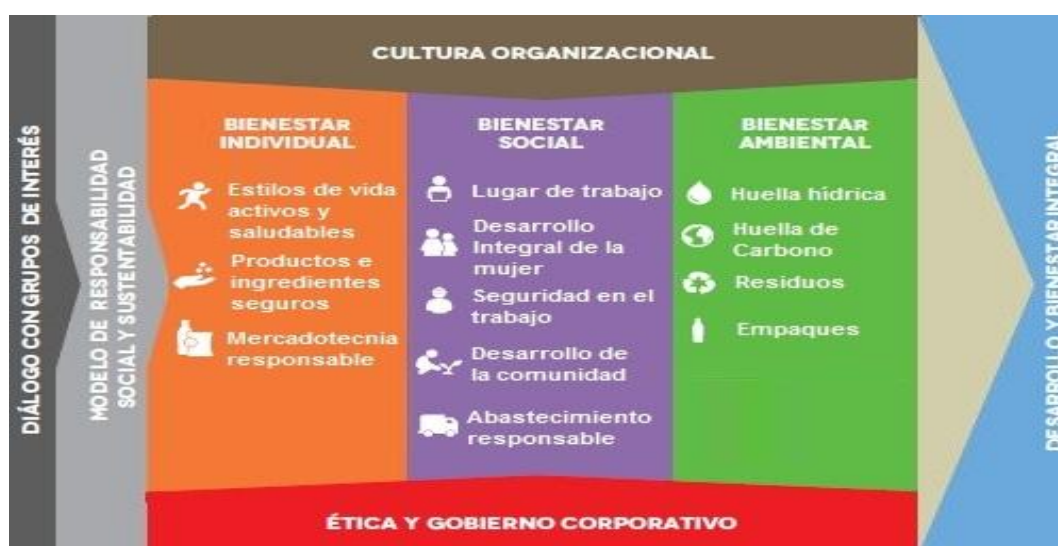 DIÁLOGO CON GRUPOS DE INTERÉS
MODELO DE RESPONSABILIDAD
SOCIAL Y SUSTENTABILIDAD
CULTURA ORGANIZACIONAL
BIENESTAR
INDIVIDUAL
Estilos de vida
activos y
saludables
Productos e
ingredientes
seguros
Mercadotecnia
responsable
BIENESTAR
SOCIAL
Lugar de trabajo
Desarrollo
Integral de la
mujer
Seguridad en el
trabajo
Desarrollo de
la comunidad
Abastecimiento
responsable
BIENESTAR
AMBIENTAL
Huella hídrica
Huella de
Carbono
Residuos
Empaques
ÉTICA Y GOBIERNO CORPORATIVO
DESARROLLO Y BIENESTAR INTEGRAL